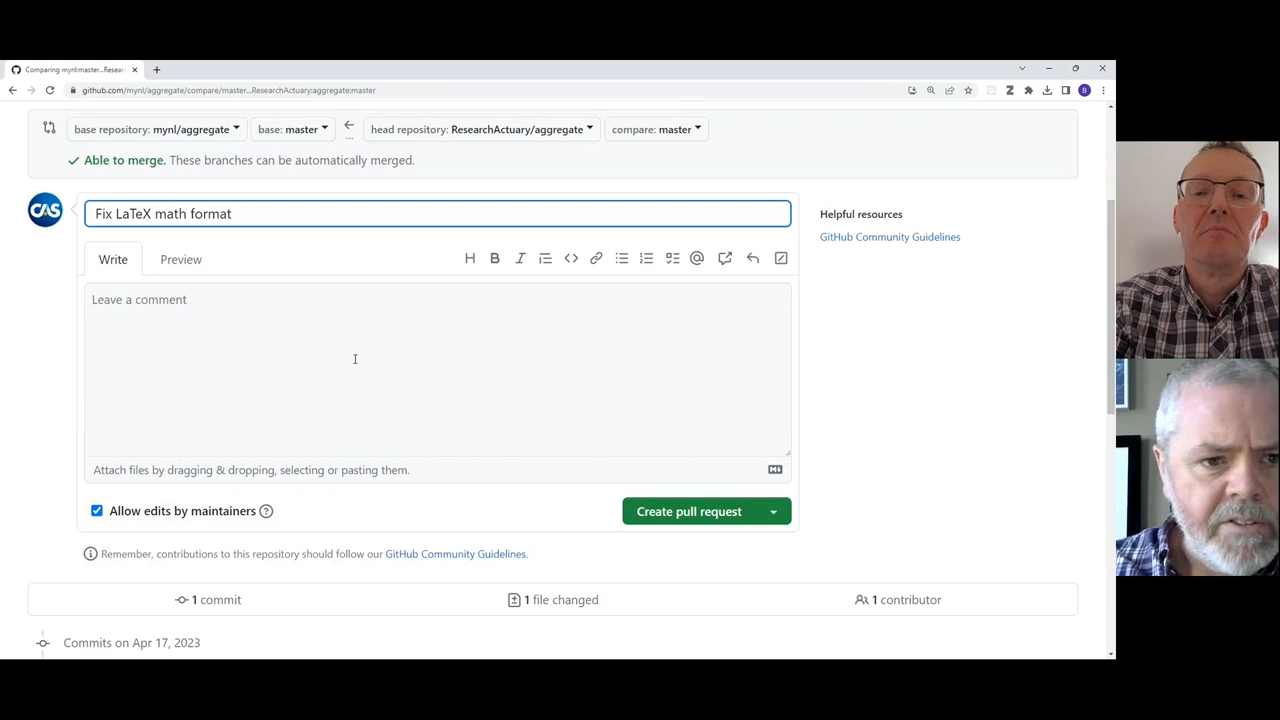 Comparing mynl:master...Resear
github.com/mynl/aggregate/compare/master...ResearchActuary:aggregate:master
Z
B
base repository: mynl/aggregate
base: master
...
head repository: ResearchActuary/aggregate
compare: master
Able to merge. These branches can be automatically merged.
CAS
Fix LaTeX math format
Helpful resources
GitHub Community Guidelines
Write
Preview
H
B
I
Leave a comment
Attach files by dragging & dropping, selecting or pasting them.
Allow edits by maintainers
Create pull request
Remember, contributions to this repository should follow our GitHub Community Guidelines.
1 commit
1 file changed
1 contributor
Commits on Apr 17, 2023